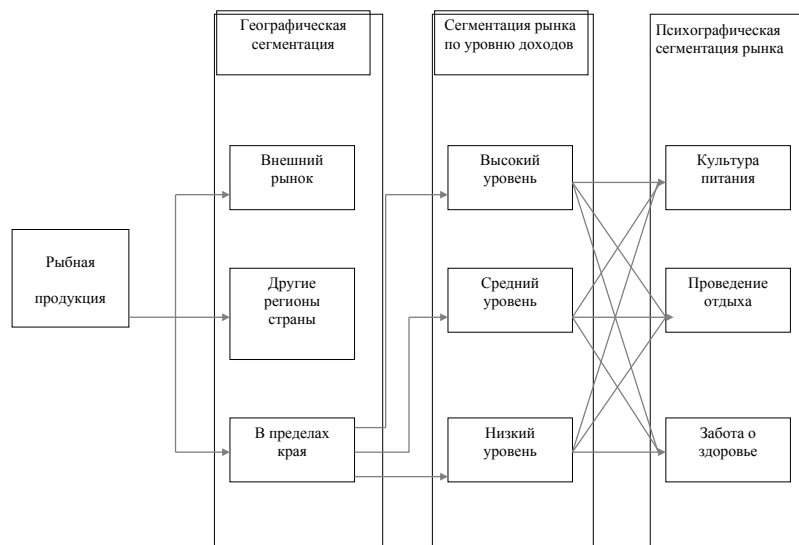 Географическая
сегментация
Сегментация рынка
по уровню доходов
Психографическая
сегментация рынка
Внешний
рынок
Высокий
уровень
Культура
питания
Рыбная
продукция
Другие
регионы
страны
Средний
уровень
Проведение
отдыха
В пределах
края
Низкий
уровень
Забота о
здоровье